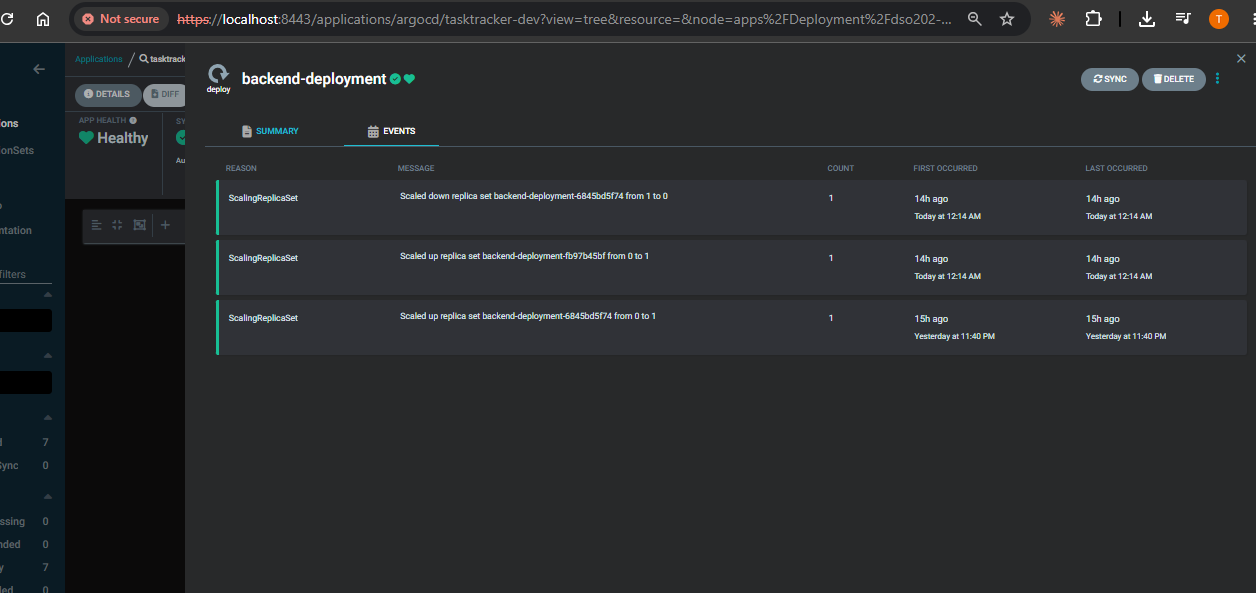 Not secure
https://localhost:8443/applications/argocd/tasktracker-dev?view=tree&resource=&node=apps%2FDeployment%2Fdso202-...
T
Applications / tasktrack
DETAILS
DIFF
APP HEALTH
Healthy
SY
Au
ons
onSets
ntation
filters
7
Sync 0
ssing 0
nded 0
y 7
ded 0
deploy
backend-deployment
SYNC
DELETE
SUMMARY
EVENTS
REASON MESSAGE COUNT FIRST OCCURRED LAST OCCURRED
ScalingReplicaSet Scaled down replica set backend-deployment-6845bd5f74 from 1 to 0 1 14h ago 14h ago
Today at 12:14 AM Today at 12:14 AM
ScalingReplicaSet Scaled up replica set backend-deployment-fb97b45bf from 0 to 1 1 14h ago 14h ago
Today at 12:14 AM Today at 12:14 AM
ScalingReplicaSet Scaled up replica set backend-deployment-6845bd5f74 from 0 to 1 1 15h ago 15h ago
Yesterday at 11:40 PM Yesterday at 11:40 PM